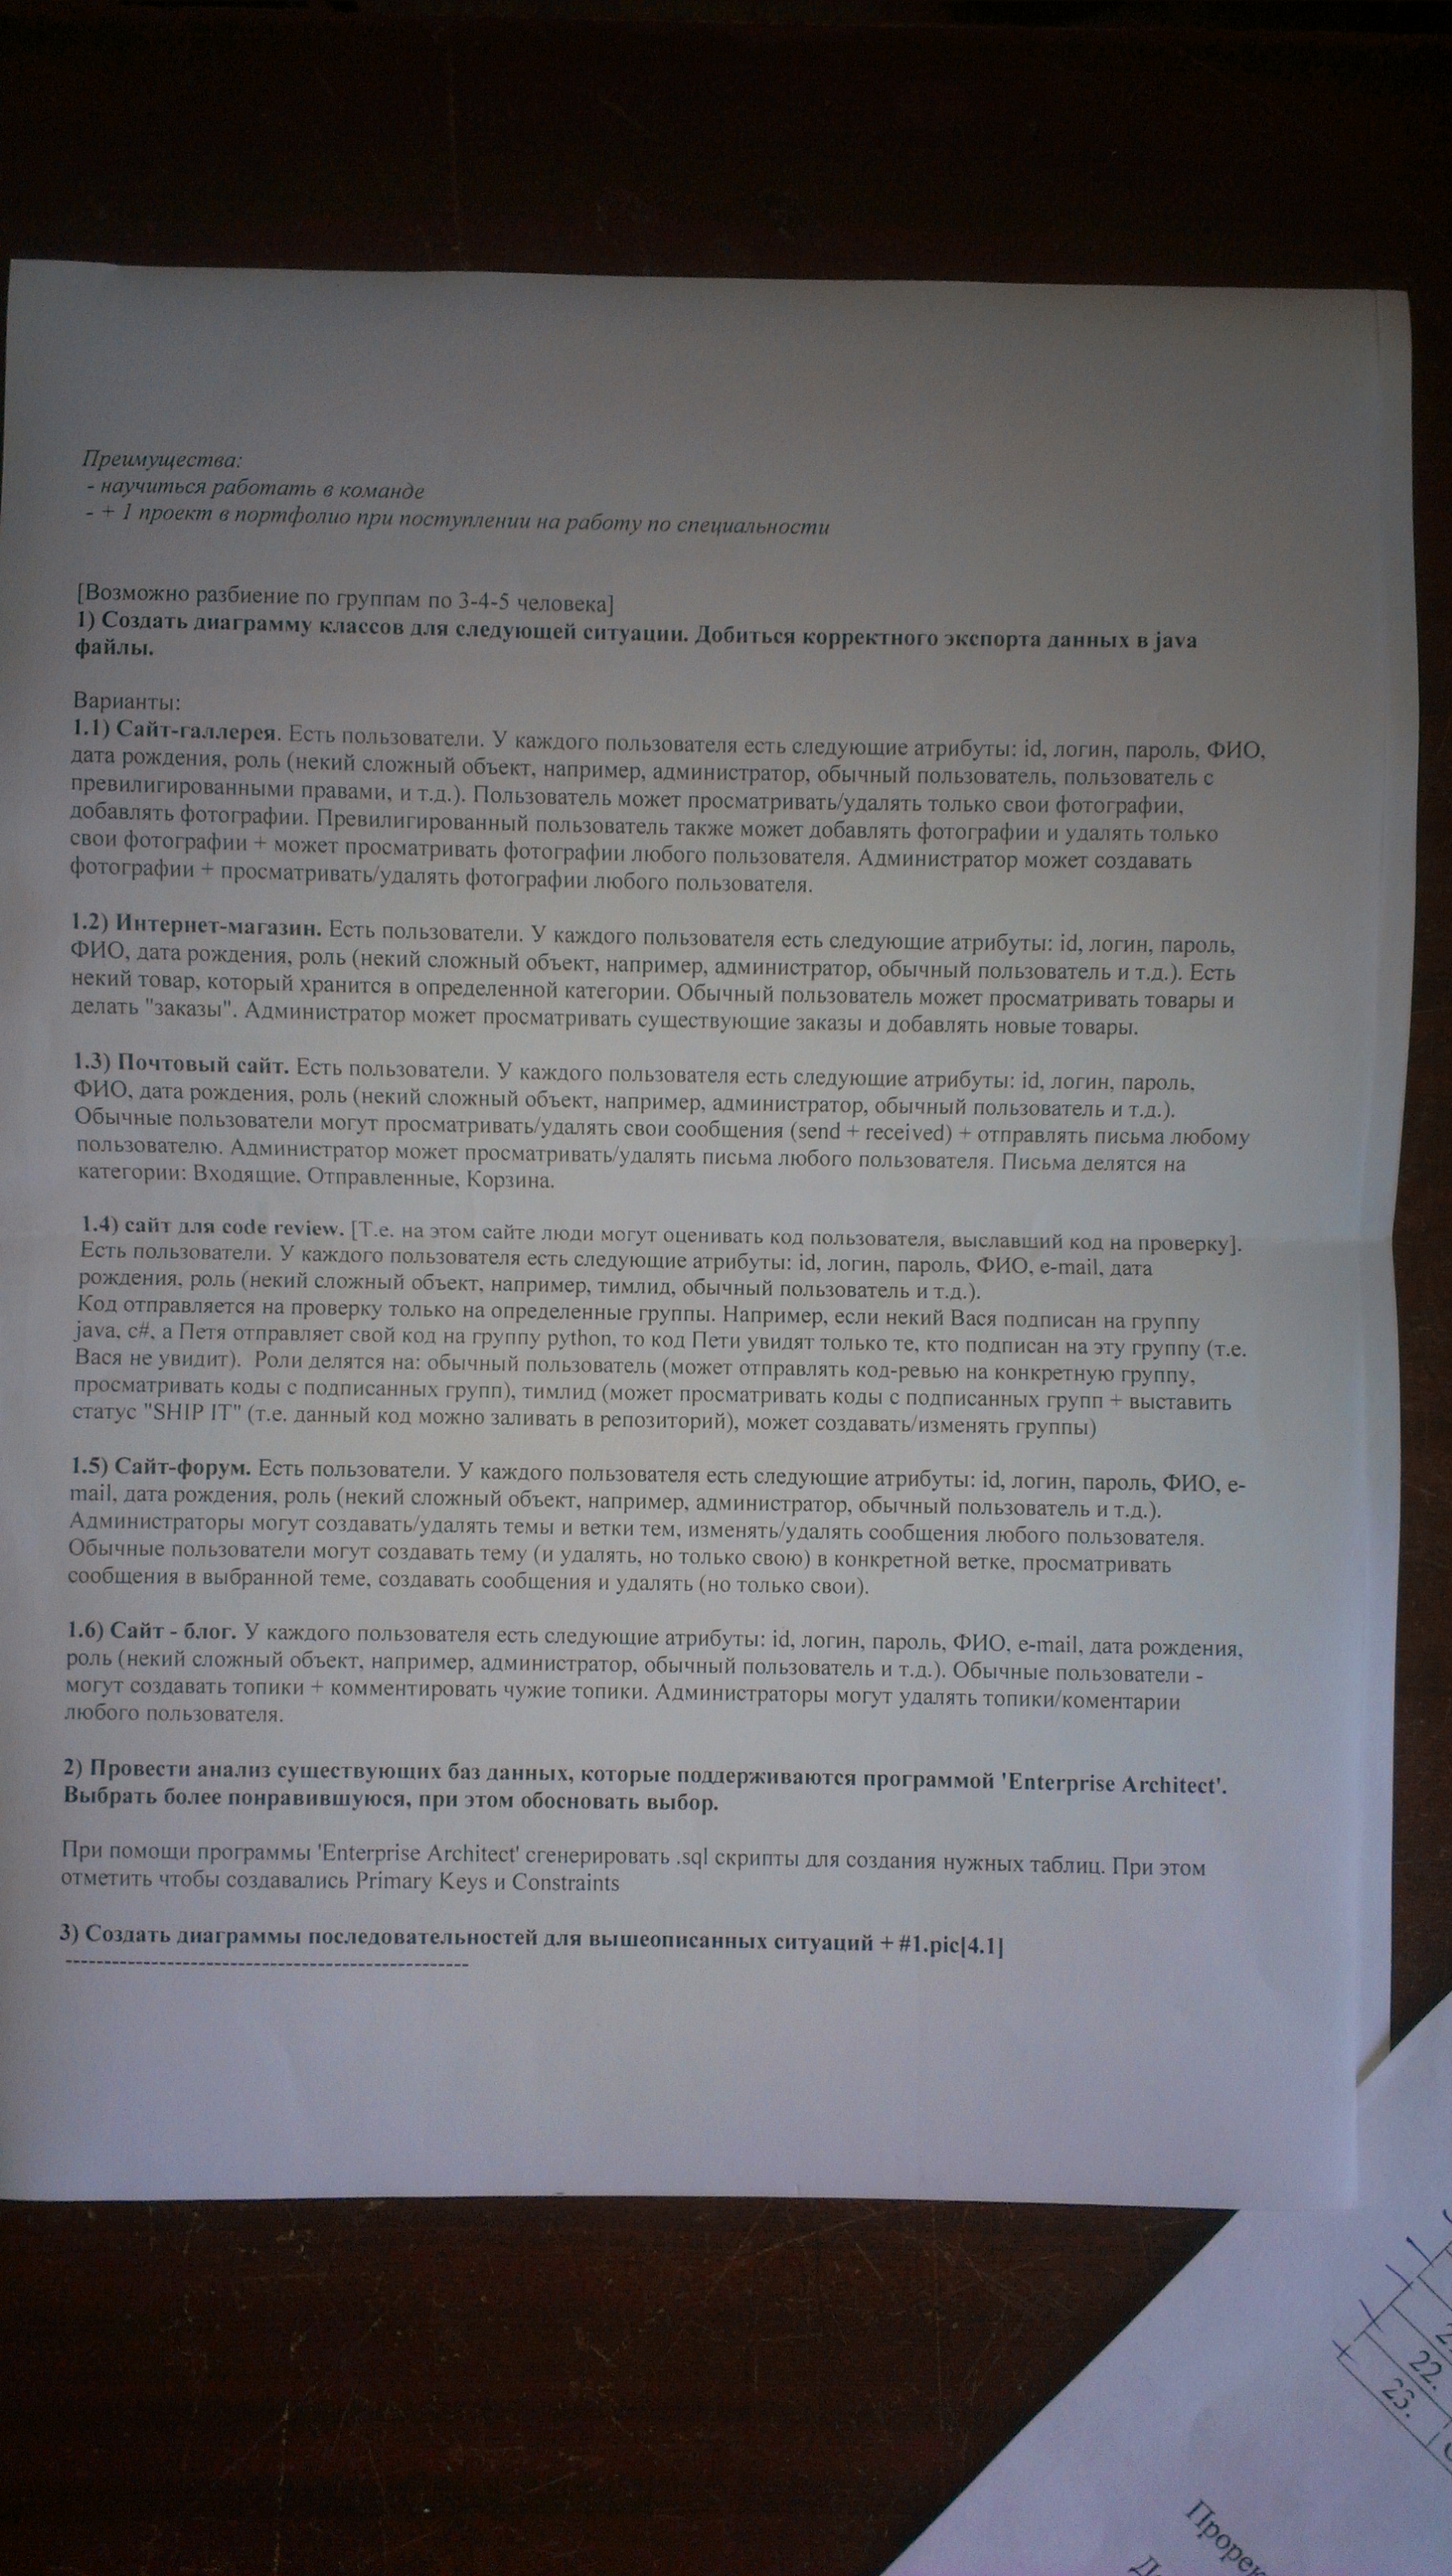 Преимущества:
- научиться работать в команде
- + 1 проект в портфолио при поступлении на работу по специальности
[Возможно разбиение по группам по 3-4-5 человека]
1) Создать диаграмму классов для следующей ситуации. Добиться корректного экспорта данных в java
файлы.
Варианты:
1.1) Сайт-галлерея. Есть пользователи. У каждого пользователя есть следующие атрибуты: id, логин, пароль, ФИО,
дата рождения, роль (некий сложный объект, например, администратор, обычный пользователь, пользователь с
превилигированными правами, и т.д.). Пользователь может просматривать/удалять только свои фотографии,
добавлять фотографии. Превилигированный пользователь также может добавлять фотографии и удалять только
свои фотографии + может просматривать фотографии любого пользователя. Администратор может создавать
фотографии + просматривать/удалять фотографии любого пользователя.
1.2) Интернет-магазин. Есть пользователи. У каждого пользователя есть следующие атрибуты: id, логин, пароль,
ФИО, дата рождения, роль (некий сложный объект, например, администратор, обычный пользователь и т.д.). Есть
некий товар, который хранится в определенной категории. Обычный пользователь может просматривать товары и
делать "заказы". Администратор может просматривать существующие заказы и добавлять новые товары.
1.3) Почтовый сайт. Есть пользователи. У каждого пользователя есть следующие атрибуты: id, логин, пароль,
ФИО, дата рождения, роль (некий сложный объект, например, администратор, обычный пользователь и т.д.).
Обычные пользователи могут просматривать/удалять свои сообщения (send + received) + отправлять письма любому
пользователю. Администратор может просматривать/удалять письма любого пользователя. Письма делятся на
категории: Входящие, Отправленные, Корзина.
1.4) сайт для code review. [Т.е. на этом сайте люди могут оценивать код пользователя, выславший код на проверку].
Есть пользователи. У каждого пользователя есть следующие атрибуты: id, логин, пароль, ФИО, e-mail, дата
рождения, роль (некий сложный объект, например, тимлид, обычный пользователь и т.д.).
Код отправляется на проверку только на определенные группы. Например, если некий Вася подписан на группу
java, c#, а Петя отправляет свой код на группу python, то код Пети увидят только те, кто подписан на эту группу (т.е.
Вася не увидит). Роли делятся на: обычный пользователь (может отправлять код-ревью на конкретную группу,
просматривать коды с подписанных групп), тимлид (может просматривать коды с подписанных групп + выставить
статус "SHIP IT" (т.е. данный код можно заливать в репозиторий), может создавать/изменять группы)
1.5) Сайт-форум. Есть пользователи. У каждого пользователя есть следующие атрибуты: id, логин, пароль, ФИО, e-
mail, дата рождения, роль (некий сложный объект, например, администратор, обычный пользователь и т.д.).
Администраторы могут создавать/удалять темы и ветки тем, изменять/удалять сообщения любого пользователя.
Обычные пользователи могут создавать тему (и удалять, но только свою) в конкретной ветке, просматривать
сообщения в выбранной теме, создавать сообщения и удалять (но только свои).
1.6) Сайт - блог. У каждого пользователя есть следующие атрибуты: id, логин, пароль, ФИО, e-mail, дата рождения,
роль (некий сложный объект, например, администратор, обычный пользователь и т.д.). Обычные пользователи -
могут создавать топики + комментировать чужие топики. Администраторы могут удалять топики/коментарии
любого пользователя.
2) Провести анализ существующих баз данных, которые поддерживаются программой 'Enterprise Architect'.
Выбрать более понравившуюся, при этом обосновать выбор.
При помощи программы 'Enterprise Architect' сгенерировать .sql скрипты для создания нужных таблиц. При этом
отметить чтобы создавались Primary Keys и Constraints
3) Создать диаграммы последовательностей для вышеописанных ситуаций + #1.pic[4.1]
----------------------------------------------------
22.
23.
Прорек